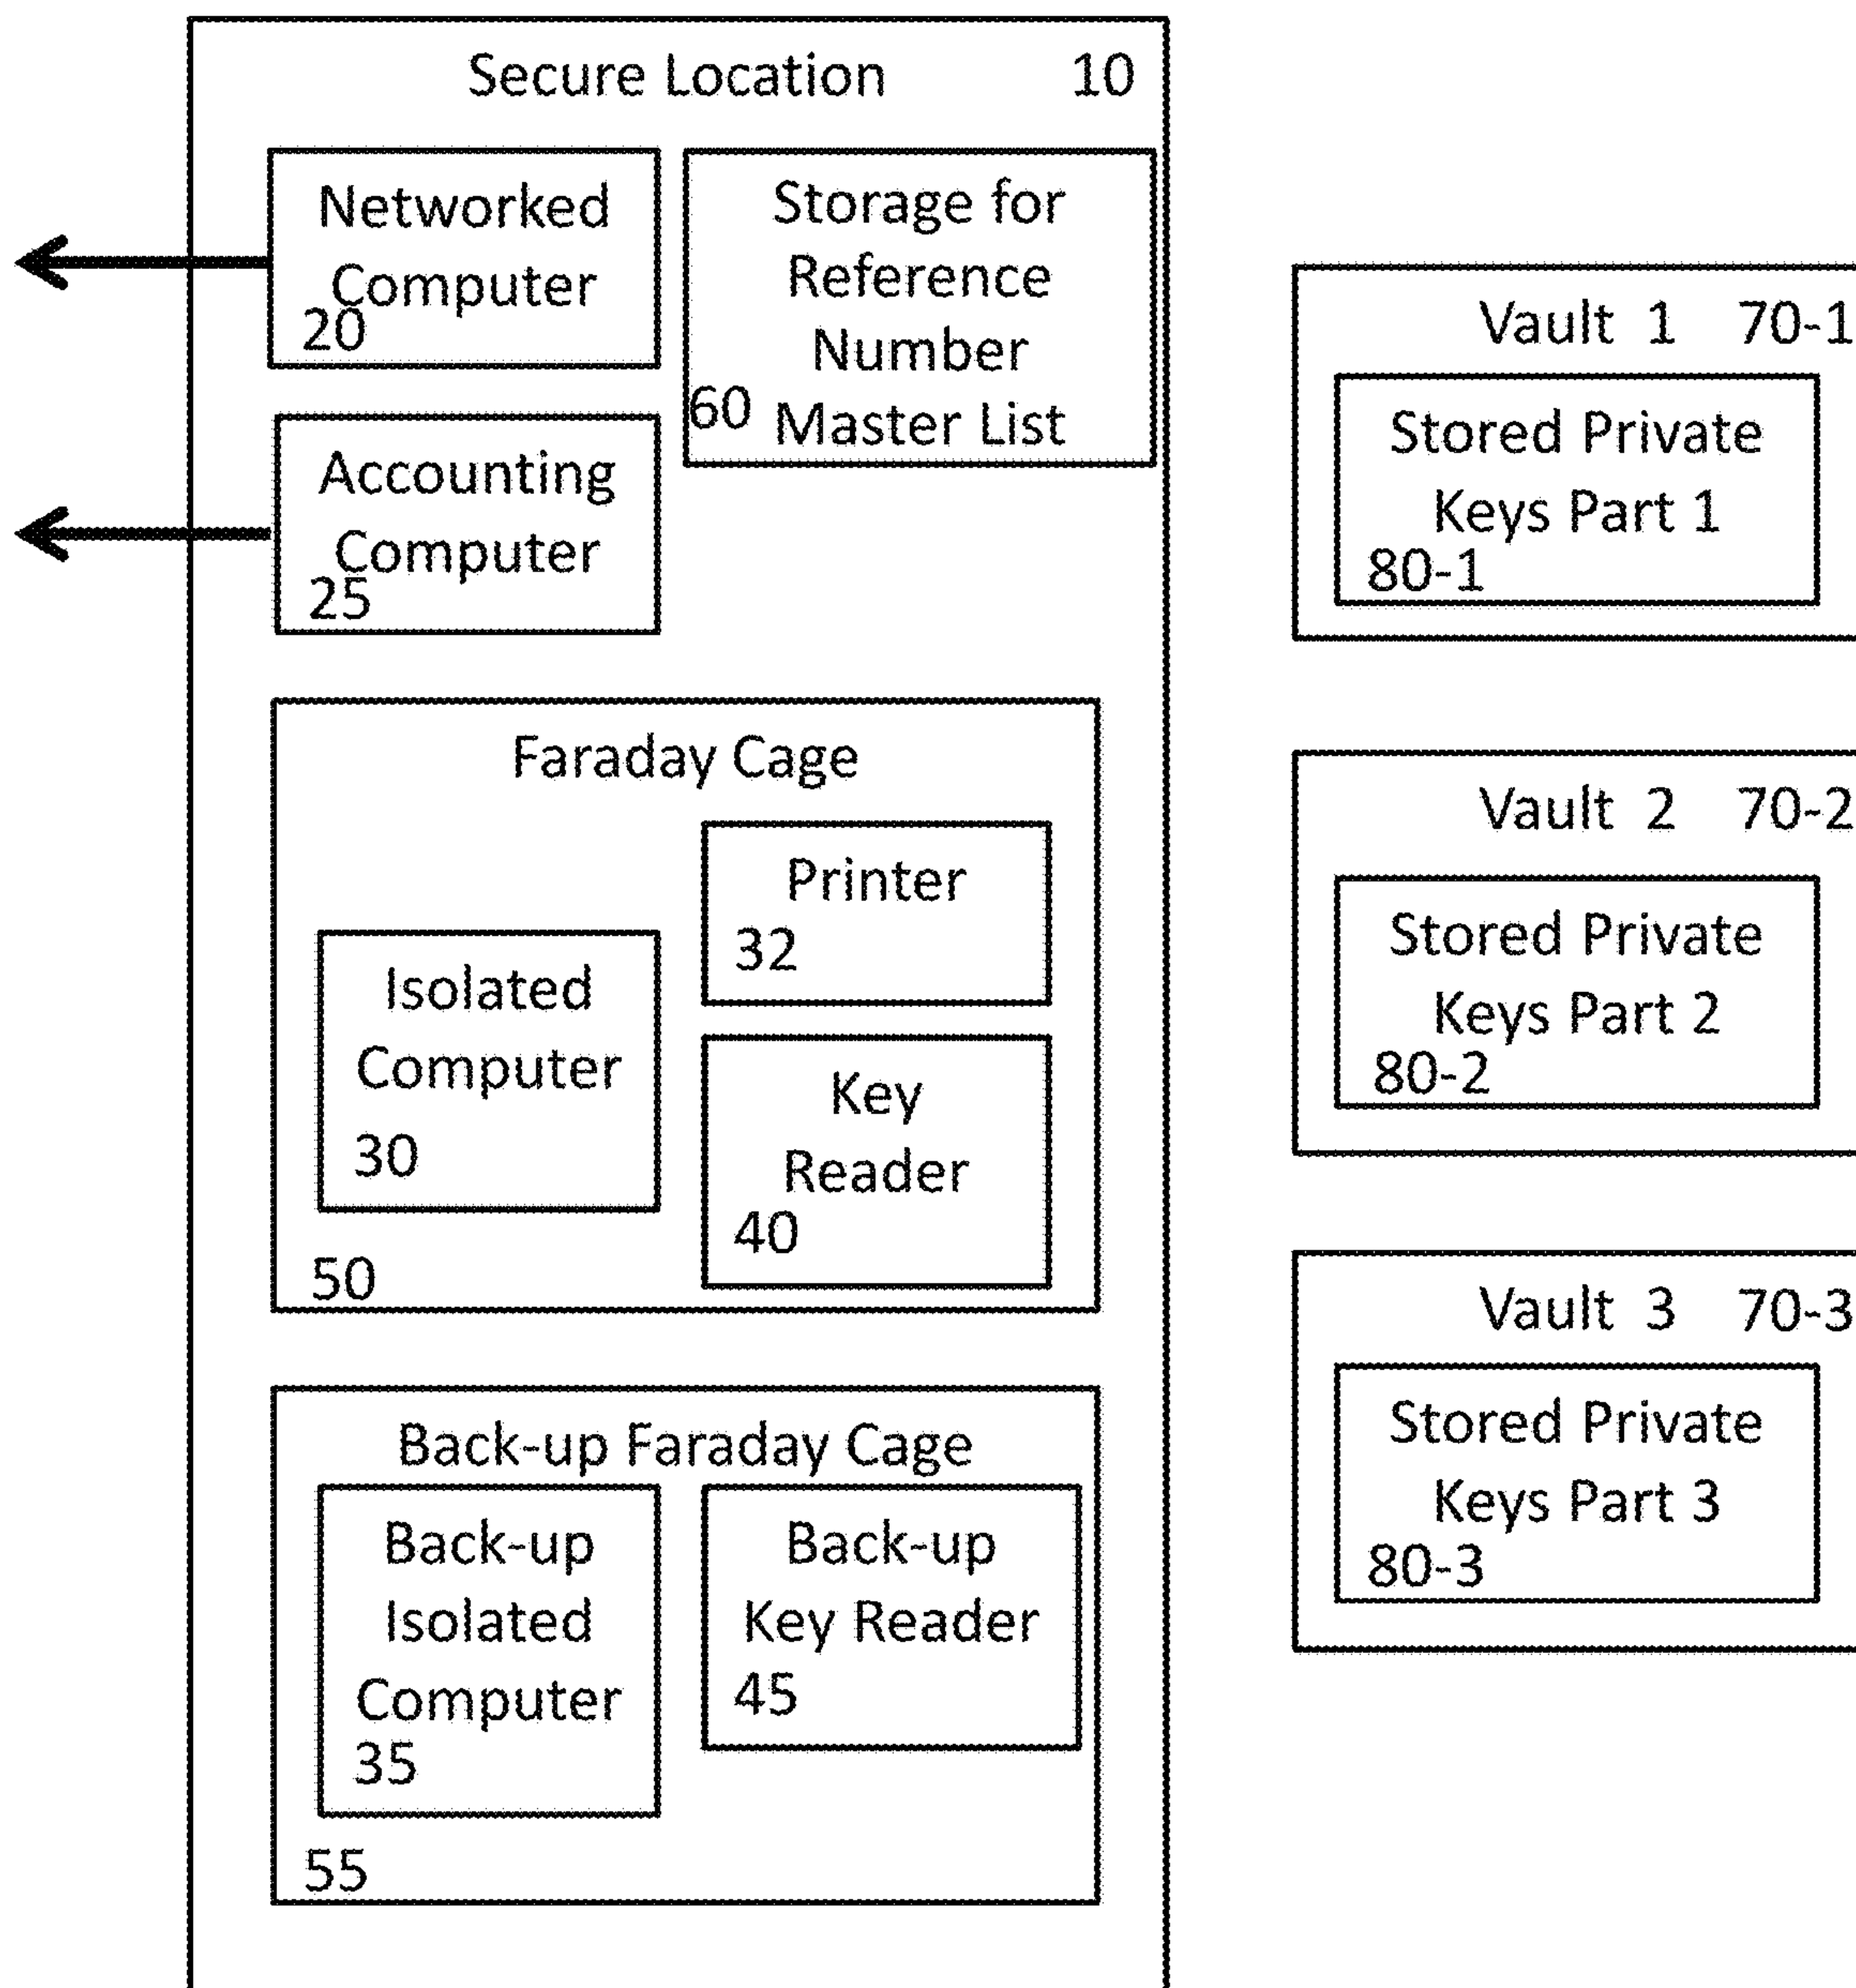 Secure Location 10
Networked
Computer
20
Storage for
Reference
Number
Master List
60
Accounting
Computer
25
Faraday Cage
Printer
32
Isolated
Computer
30
Key
Reader
40
50
Back-up Faraday Cage
Back-up
Isolated
Computer
35
Back-up
Key Reader
45
55
Vault 1 70-1
Stored Private
Keys Part 1
80-1
Vault 2 70-2
Stored Private
Keys Part 2
80-2
Vault 3 70-3
Stored Private
Keys Part 3
80-3